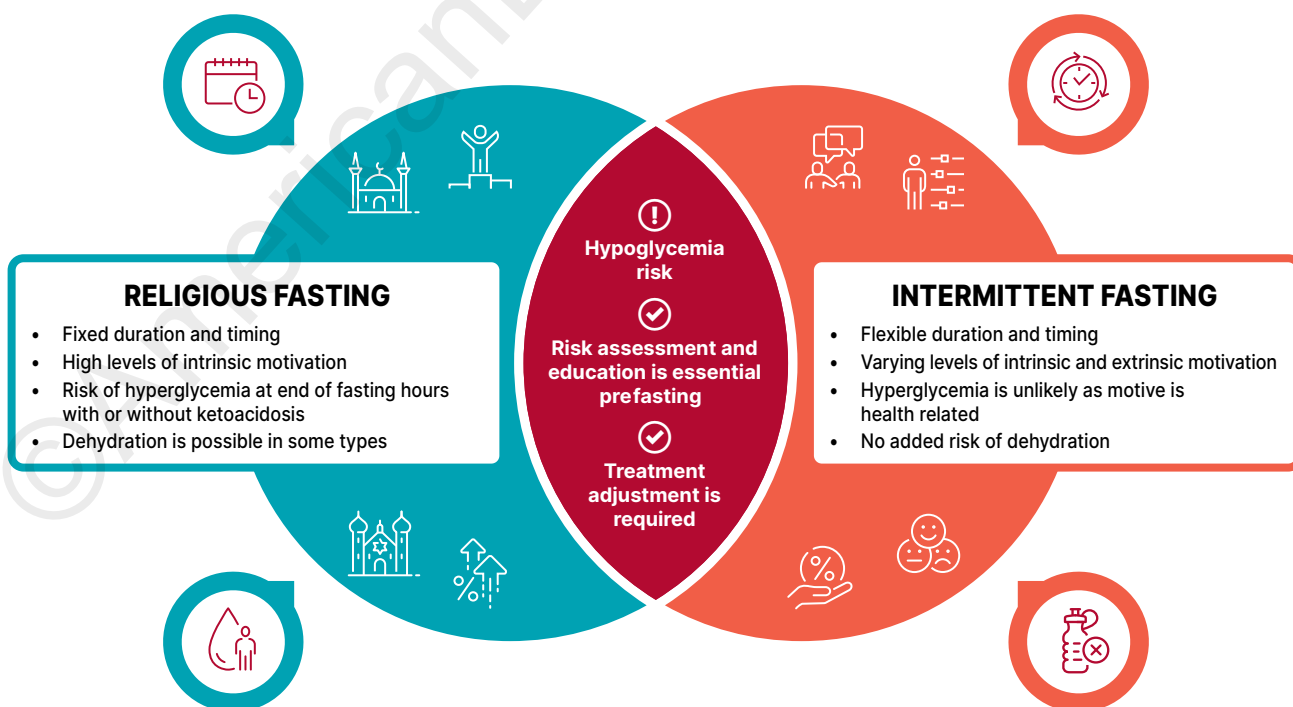 ©American
RELIGIOUS FASTING
• Fixed duration and timing
• High levels of intrinsic motivation
• Risk of hyperglycemia at end of fasting hours
with or without ketoacidosis
• Dehydration is possible in some types
Hypoglycemia
risk
Risk assessment and
education is essential
prefasting
Treatment
adjustment is
required
INTERMITTENT FASTING
• Flexible duration and timing
• Varying levels of intrinsic and extrinsic motivation
• Hyperglycemia is unlikely as motive is
health related
• No added risk of dehydration
%
%